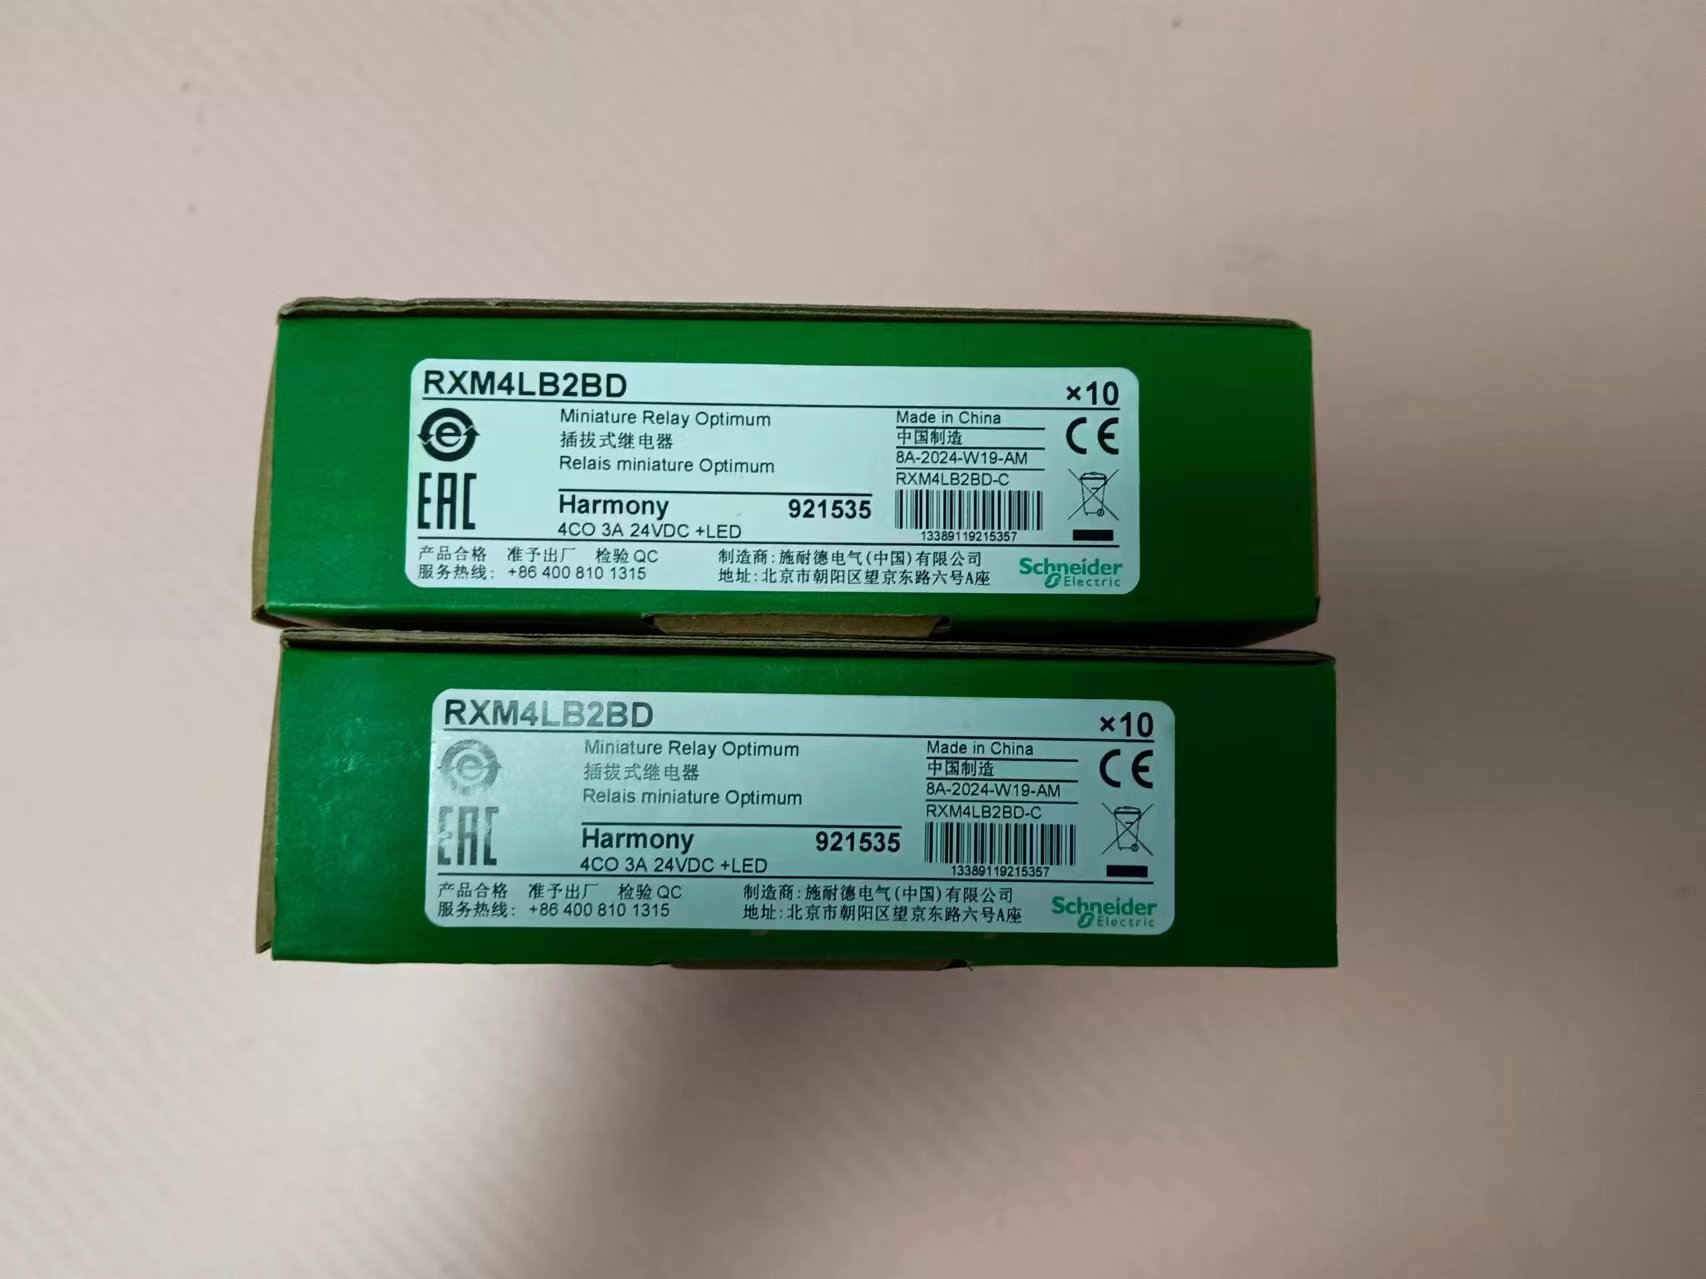 RXM4LB2BD
×10
Miniature Relay Optimum
插拔式继电器
Relais miniature Optimum
Made in China
中国制造
8A-2024-W19-AM
RXM4LB2BD-C
13389119215357
CE
EAC
Harmony 921535
4CO 3A 24VDC +LED
产品合格 准予出厂 检验QC
服务热线: +86 400 810 1315
制造商:施耐德电气(中国)有限公司
地址:北京市朝阳区望京东路六号A座
Schneider
Electric
RXM4LB2BD
×10
Miniature Relay Optimum
插拔式继电器
Relais miniature Optimum
Made in China
中国制造
8A-2024-W19-AM
RXM4LB2BD-C
13389119215357
CE
EAC
Harmony 921535
4CO 3A 24VDC +LED
产品合格 准予出厂 检验QC
服务热线: +86 400 810 1315
制造商:施耐德电气(中国)有限公司
地址:北京市朝阳区望京东路六号A座
Schneider
Electric